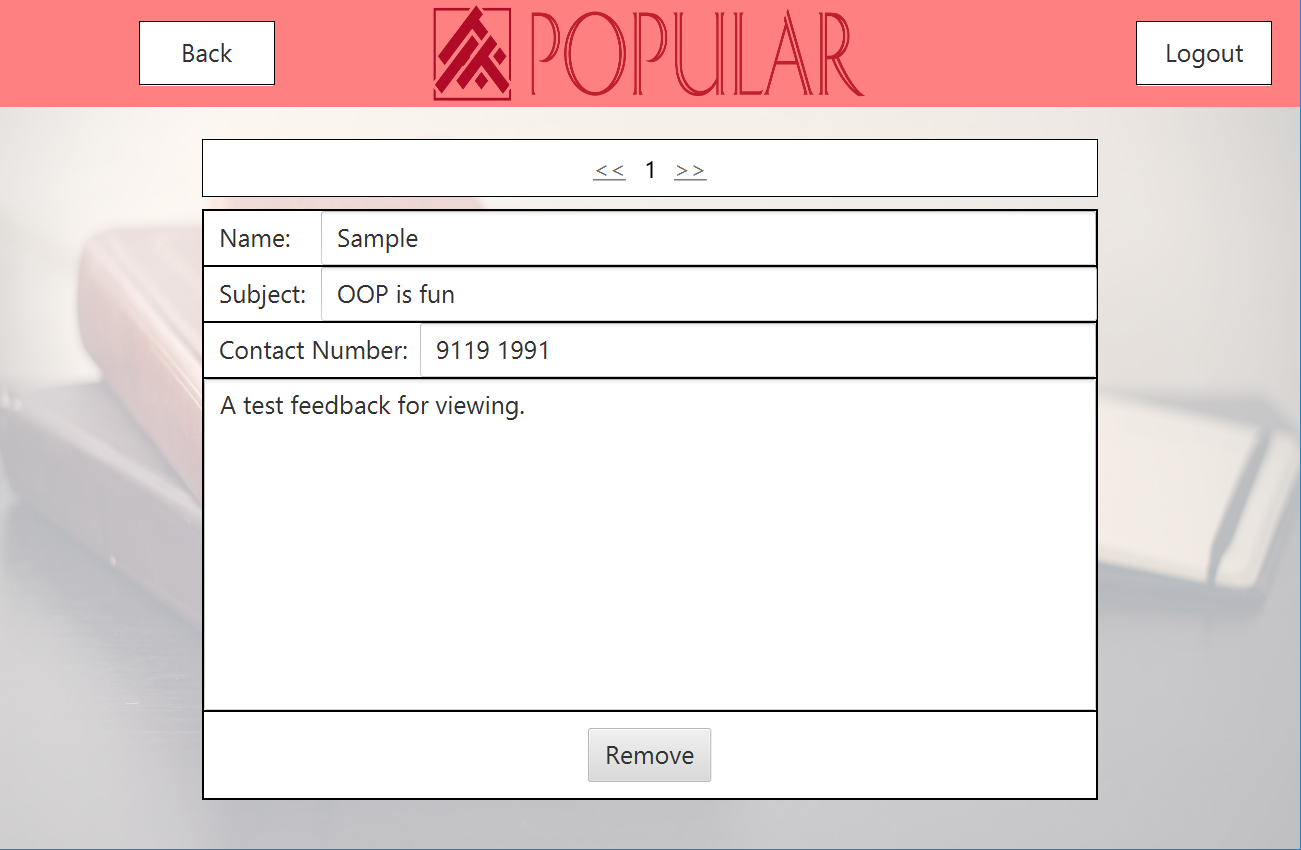 Back POPULAR Logout
<< 1 >>
Name: Sample
Subject: OOP is fun
Contact Number: 9119 1991
A test feedback for viewing.
Remove